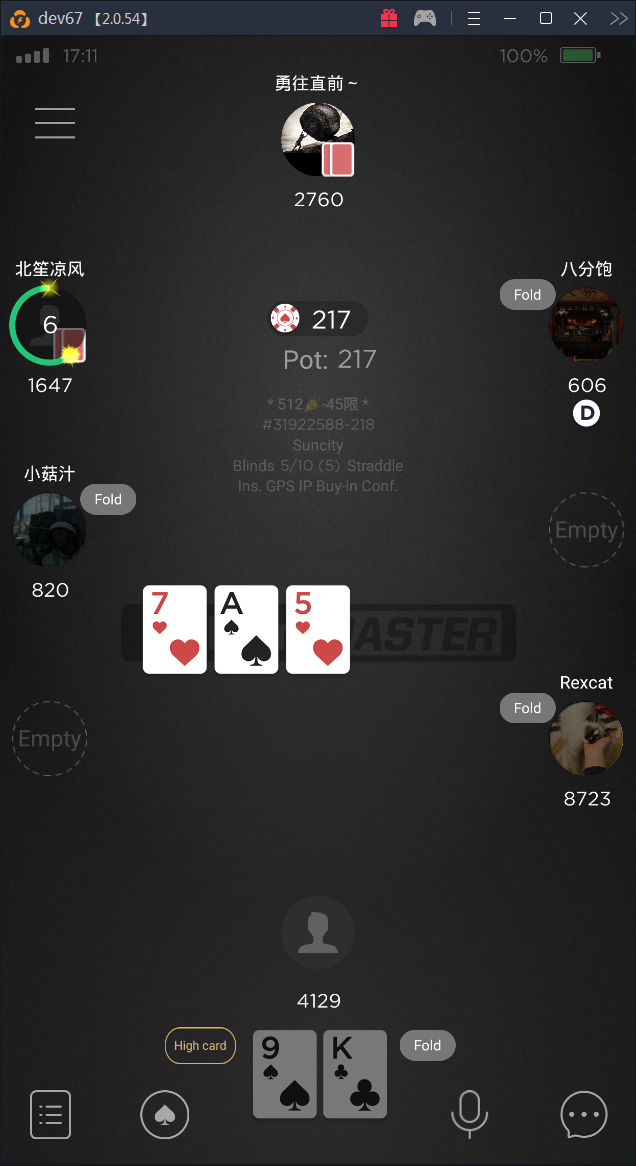 dev67 【2.0.54】
17:11
100%
勇往直前 ~
2760
北笙凉风
6
1647
217
Pot: 217
八分饱
Fold
606
D
* 512 -45限 *
#31922588-218
Suncity
Blinds 5/10 (5) Straddle
Ins. GPS IP Buy-in Conf.
小菇汁
Fold
820
Empty
7
A
5
Rexcat
Fold
Empty
8723
4129
High card
9
K
Fold